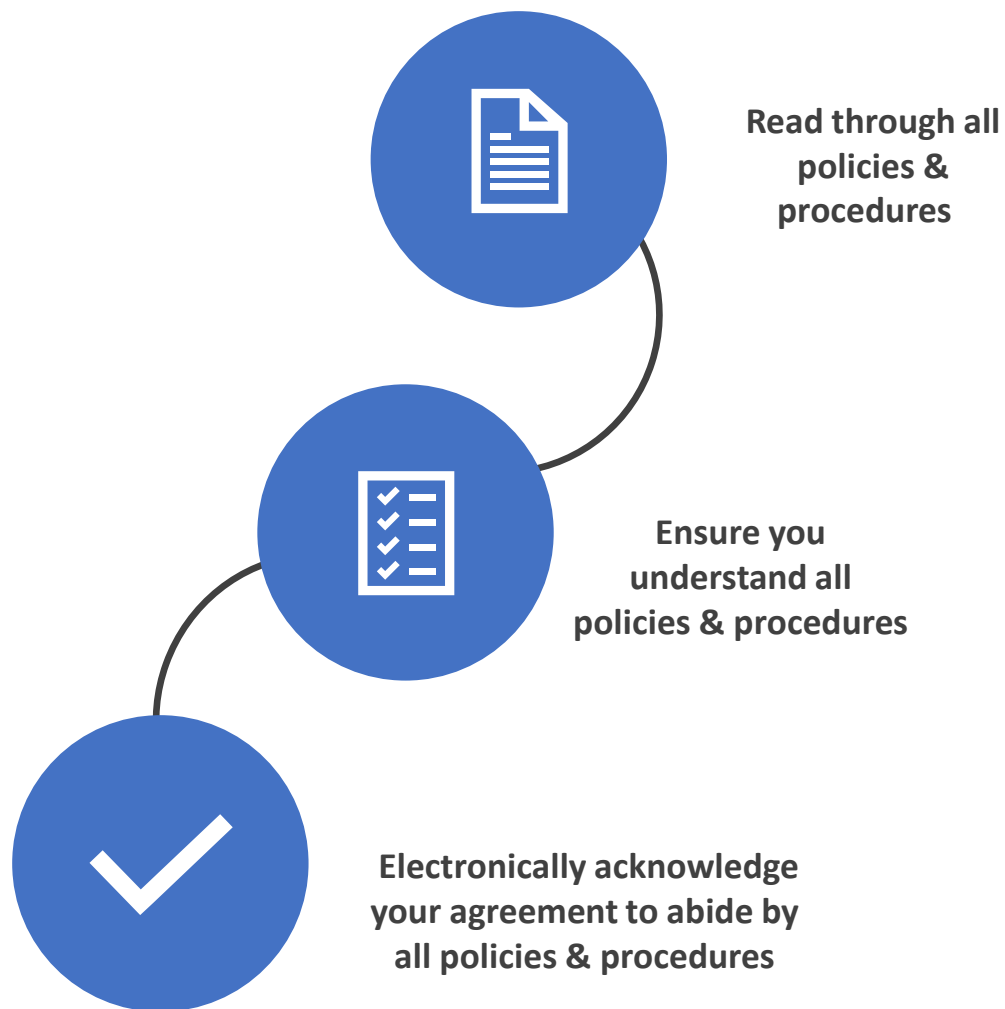 Read through all
policies &
procedures
Ensure you
understand all
policies & procedures
Electronically acknowledge
your agreement to abide by
all policies & procedures